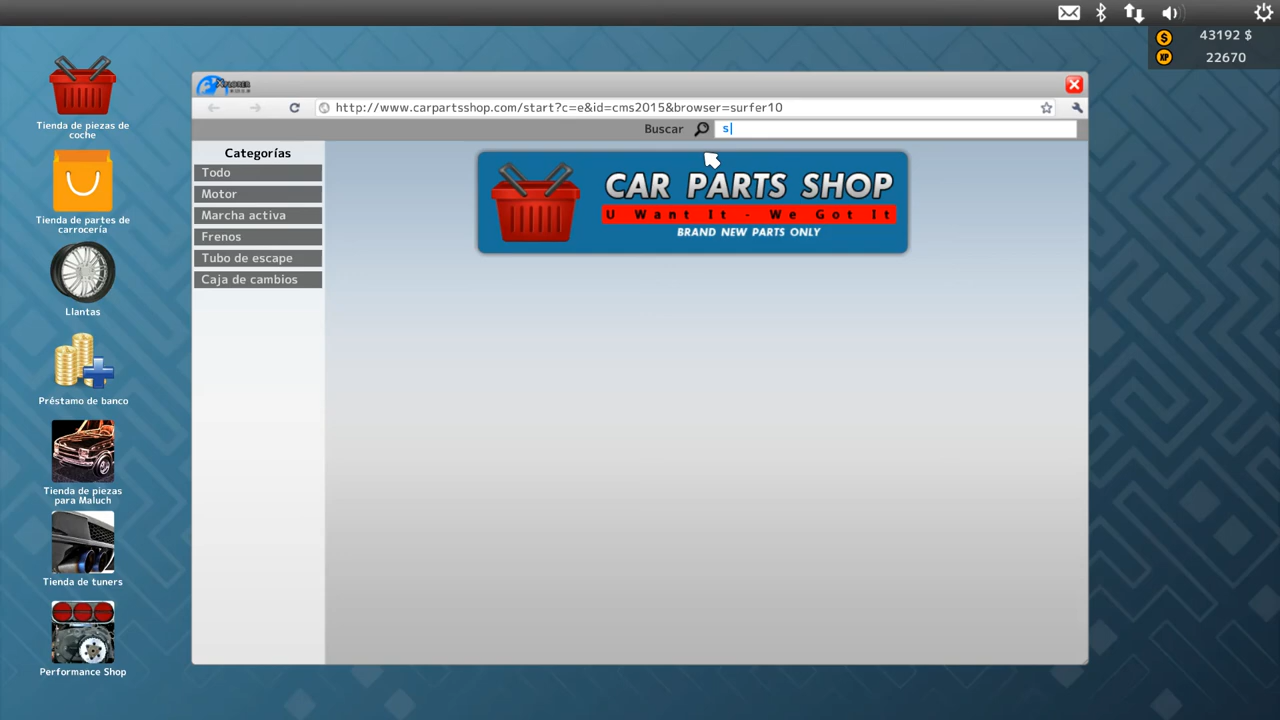 43192 $
XP 22670
Tienda de piezas de
coche
Tienda de partes de
carrocería
Llantas
Préstamo de banco
Tienda de piezas
para Maluch
Tienda de tuners
Performance Shop
http://www.carpartsshop.com/start?c=e&id=cms2015&browser=surfer10
Buscar s
Categorías
Todo
Motor
Marcha activa
Frenos
Tubo de escape
Caja de cambios
CAR PARTS SHOP
U Want It - We Got It
BRAND NEW PARTS ONLY